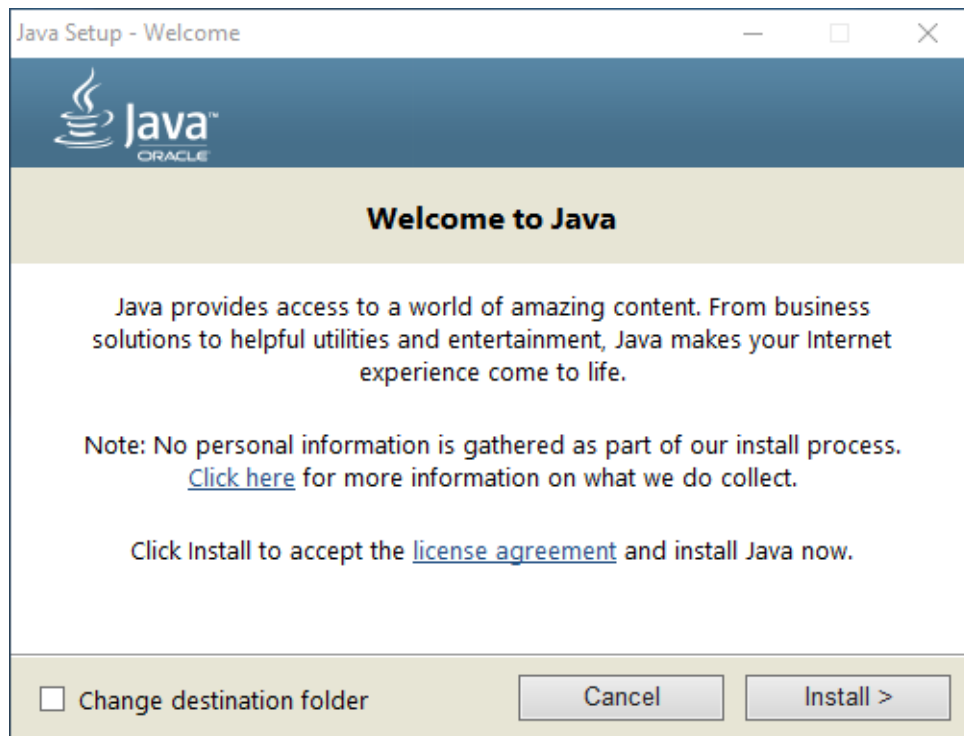 Java Setup - Welcome
Java™
ORACLE
Welcome to Java
Java provides access to a world of amazing content. From business
solutions to helpful utilities and entertainment, Java makes your Internet
experience come to life.
Note: No personal information is gathered as part of our install process.
Click here for more information on what we do collect.
Click Install to accept the license agreement and install Java now.
Change destination folder
Cancel
Install >